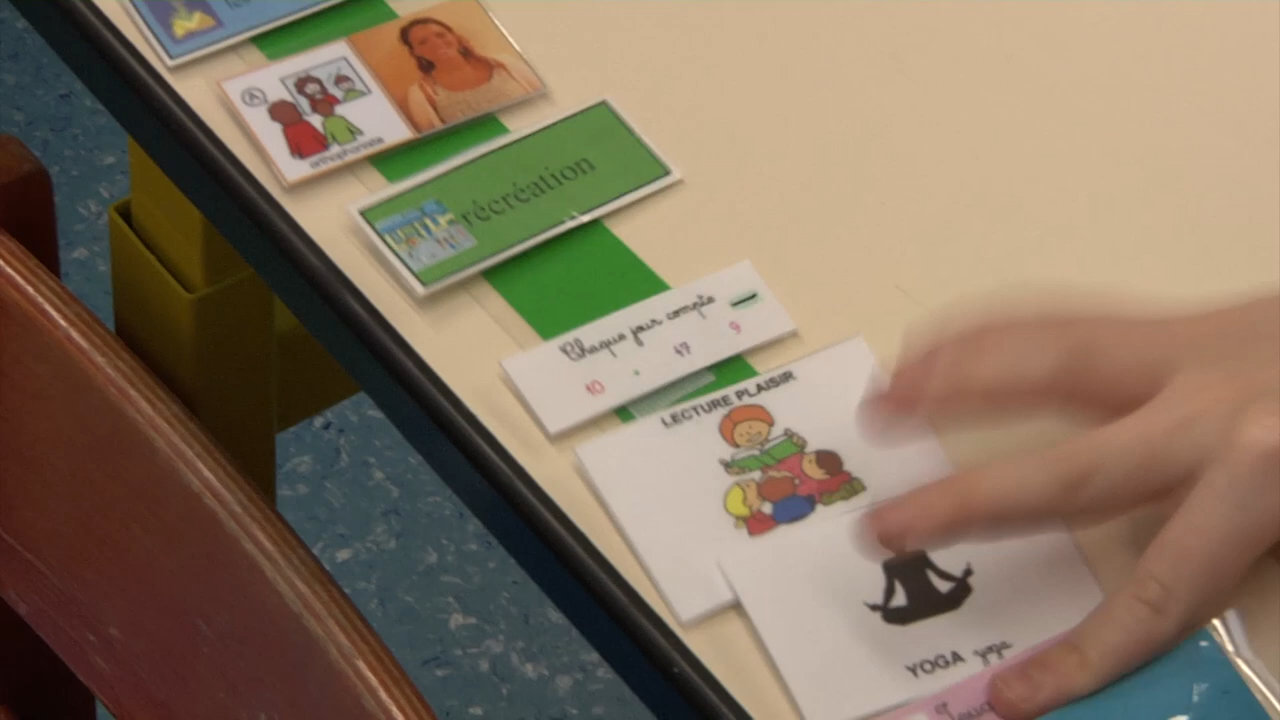 A
orthophoniste
récréation
Chaque jour compte
10 17 9
LECTURE PLAISIR
YOGA yoga